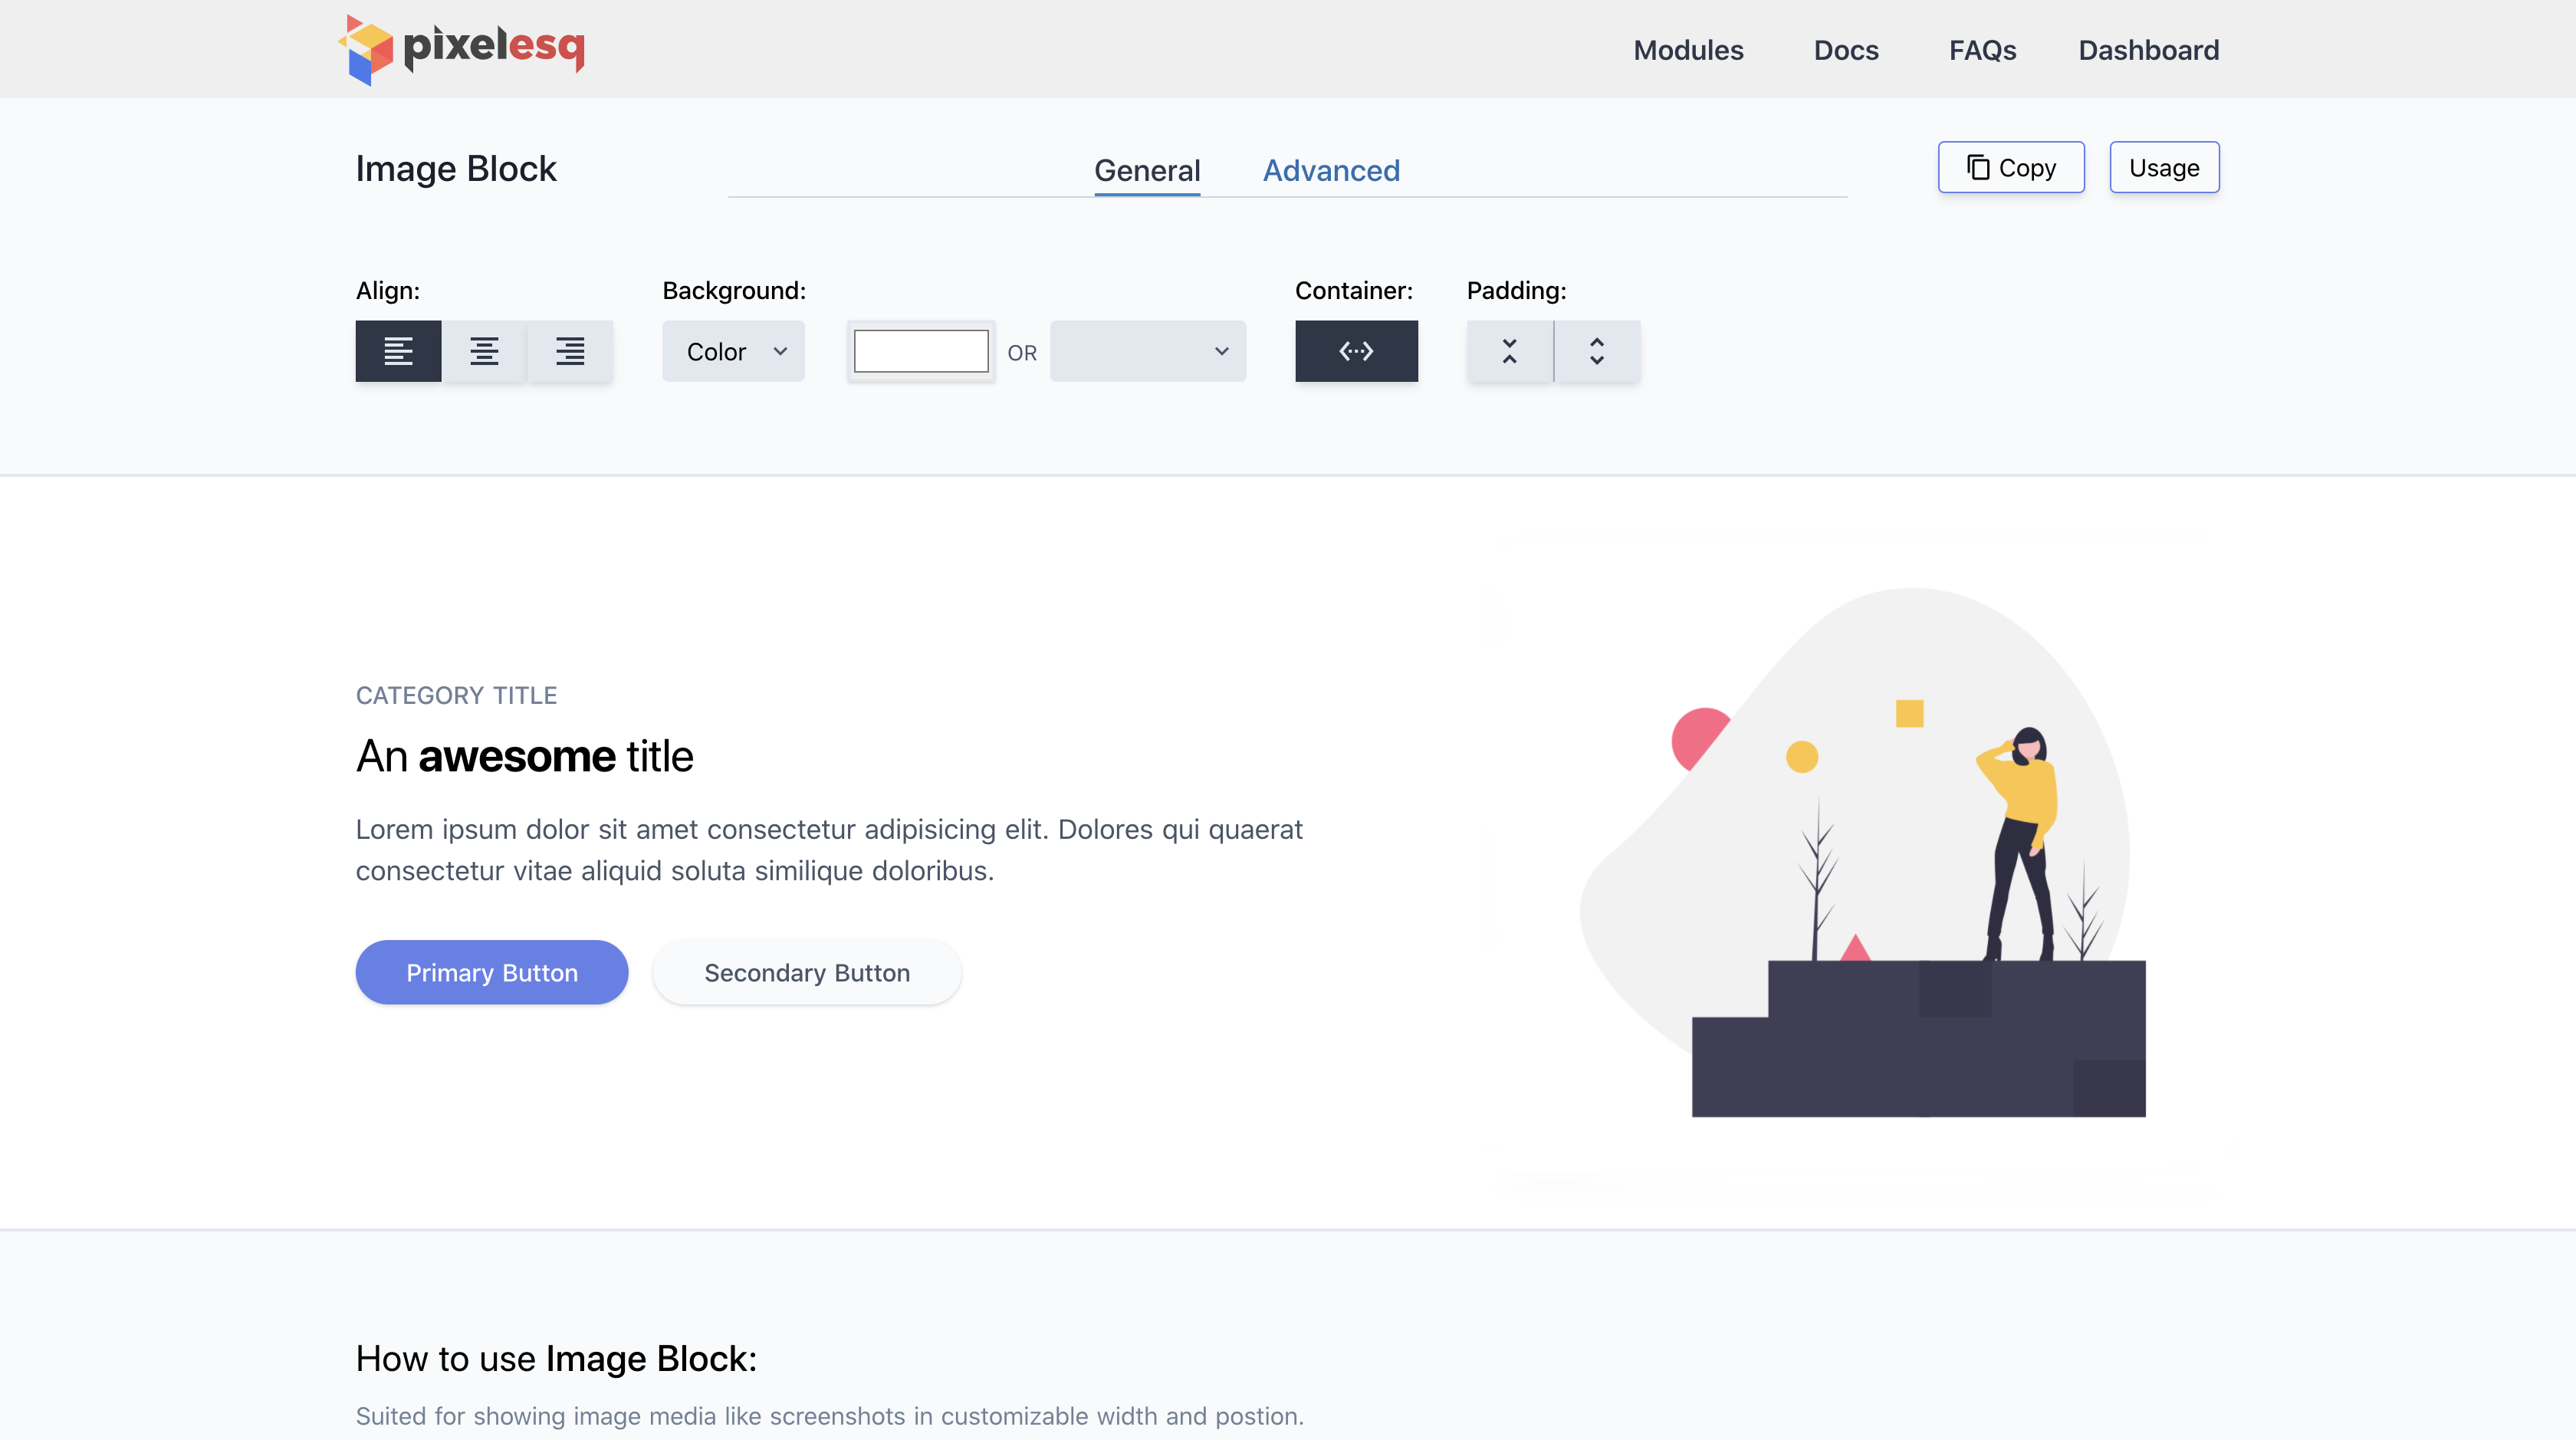 pixelesq
Modules
Docs
FAQs
Dashboard
Image Block
General
Advanced
Copy
Usage
Align:
Background:
Container:
Padding:
Color
OR
CATEGORY TITLE
An awesome title
Lorem ipsum dolor sit amet consectetur adipisicing elit. Dolores qui quaerat
consectetur vitae aliquid soluta similique doloribus.
Primary Button
Secondary Button
How to use Image Block:
Suited for showing image media like screenshots in customizable width and postion.